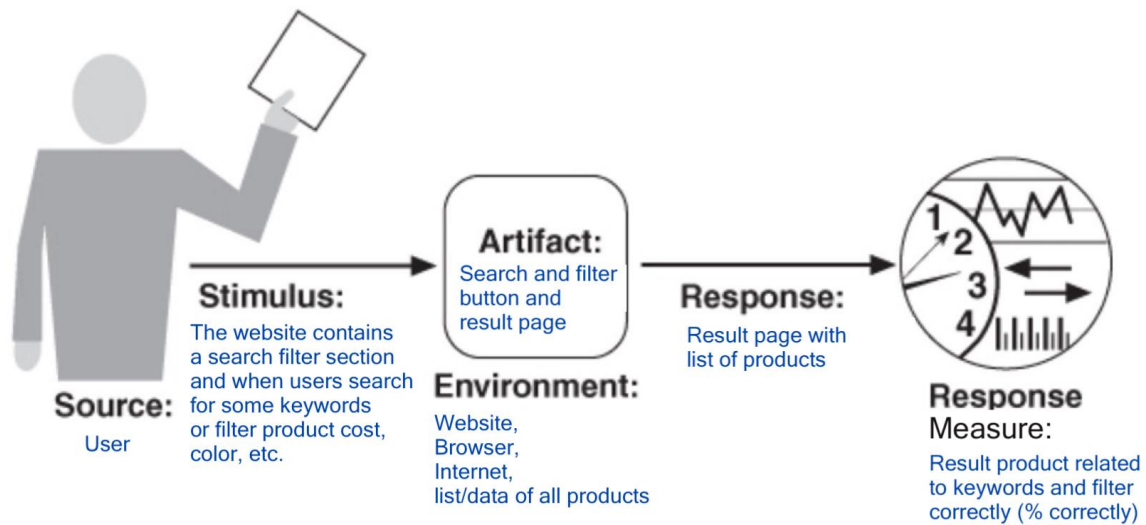 Source:
User
Stimulus:
The website contains
a search filter section
and when users search
for some keywords
or filter product cost,
color, etc.
Artifact:
Search and filter
button and
result page
Environment:
Website,
Browser,
Internet,
list/data of all products
Response:
Result page with
list of products
1
2
3
4
Response
Measure:
Result product related
to keywords and filter
correctly (% correctly)